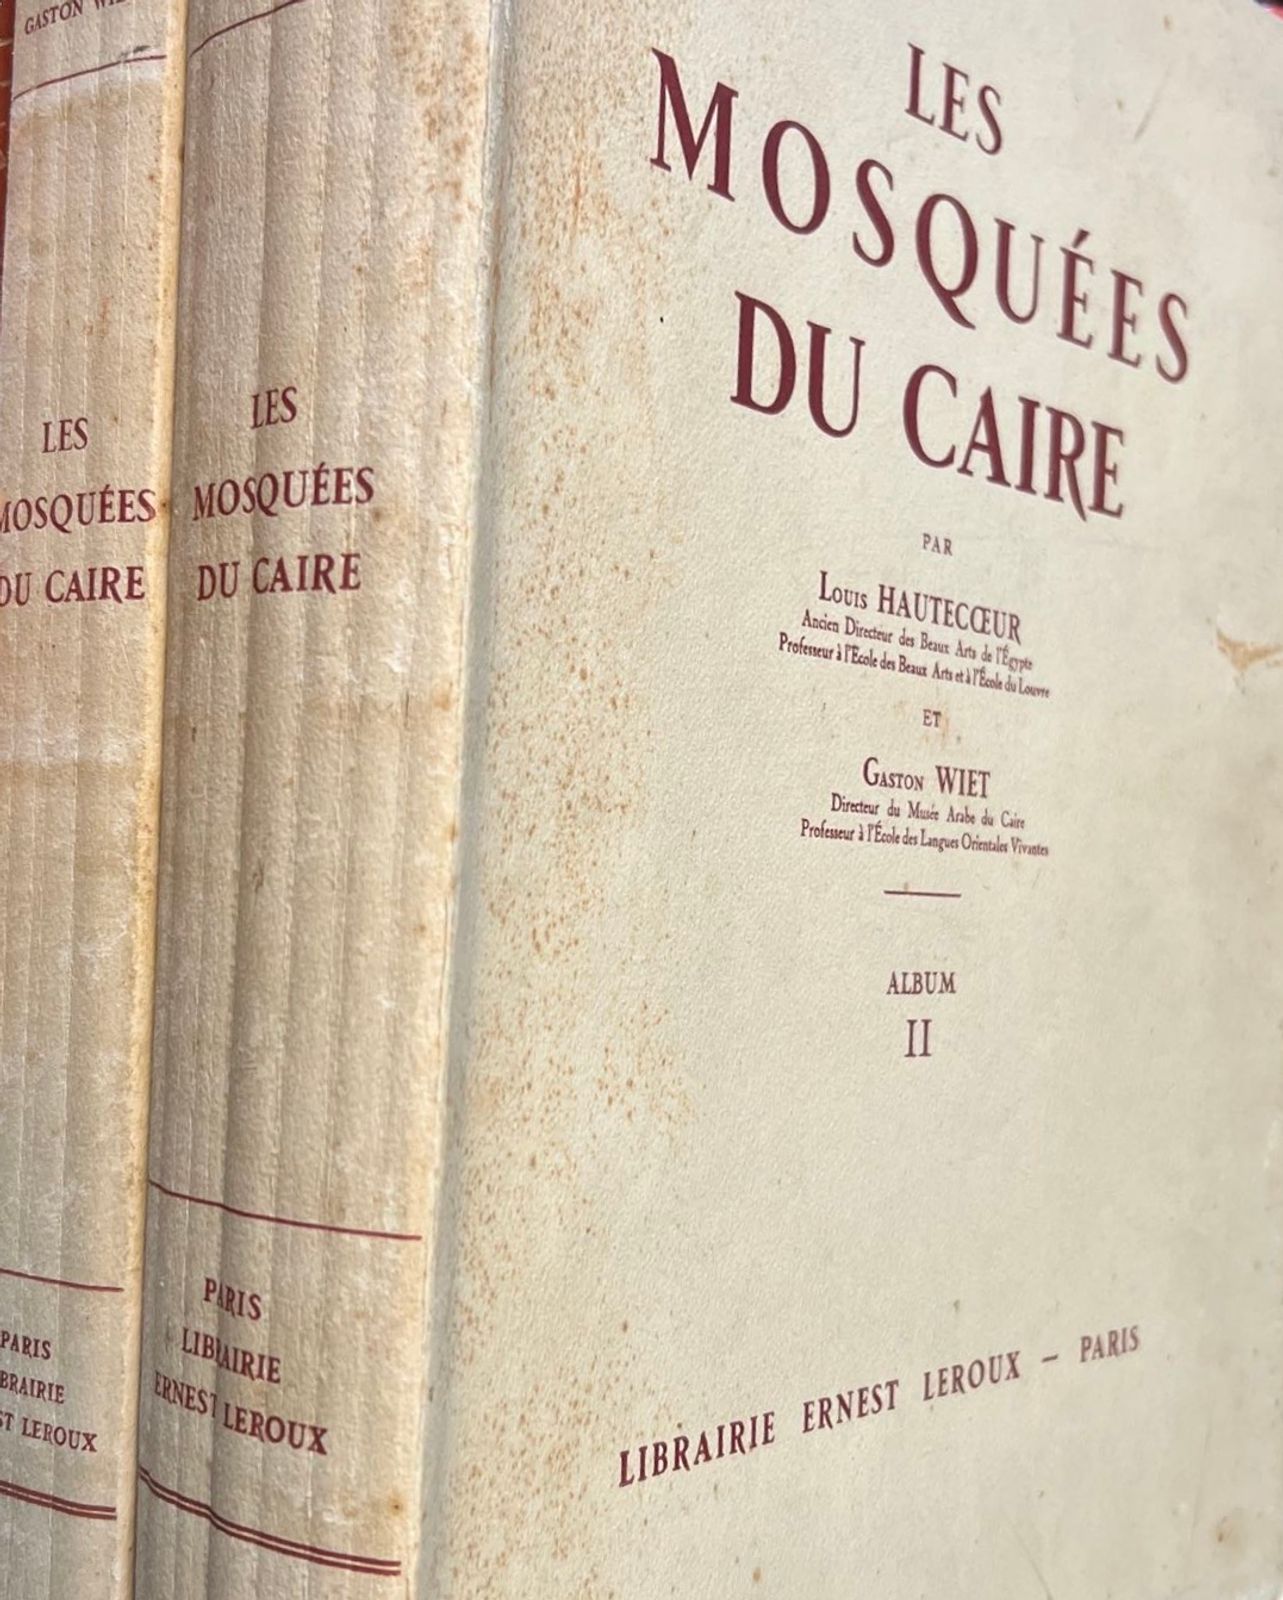 GASTON
LES
MOSQUÉES
DU CAIRE
PARIS
LEROUX
LES
MOSQUÉES
DU CAIRE
PARIS
LIBRAIRIE
ERNEST LEROUX
LES
MOSQUÉES
DU CAIRE
PAR
Louis HAUTECŒUR
Ancien Directeur des Beaux Arts de l'Égypte
Professeur à l'Ecole des Beaux Arts et à l'École du Louvre
ET
GASTON WIET
Directeur du Musée Arabe du Caire
Professeur à l'École des Langues Orientales Vivantes
ALBUM
II
LIBRAIRIE ERNEST LEROUX – PARIS